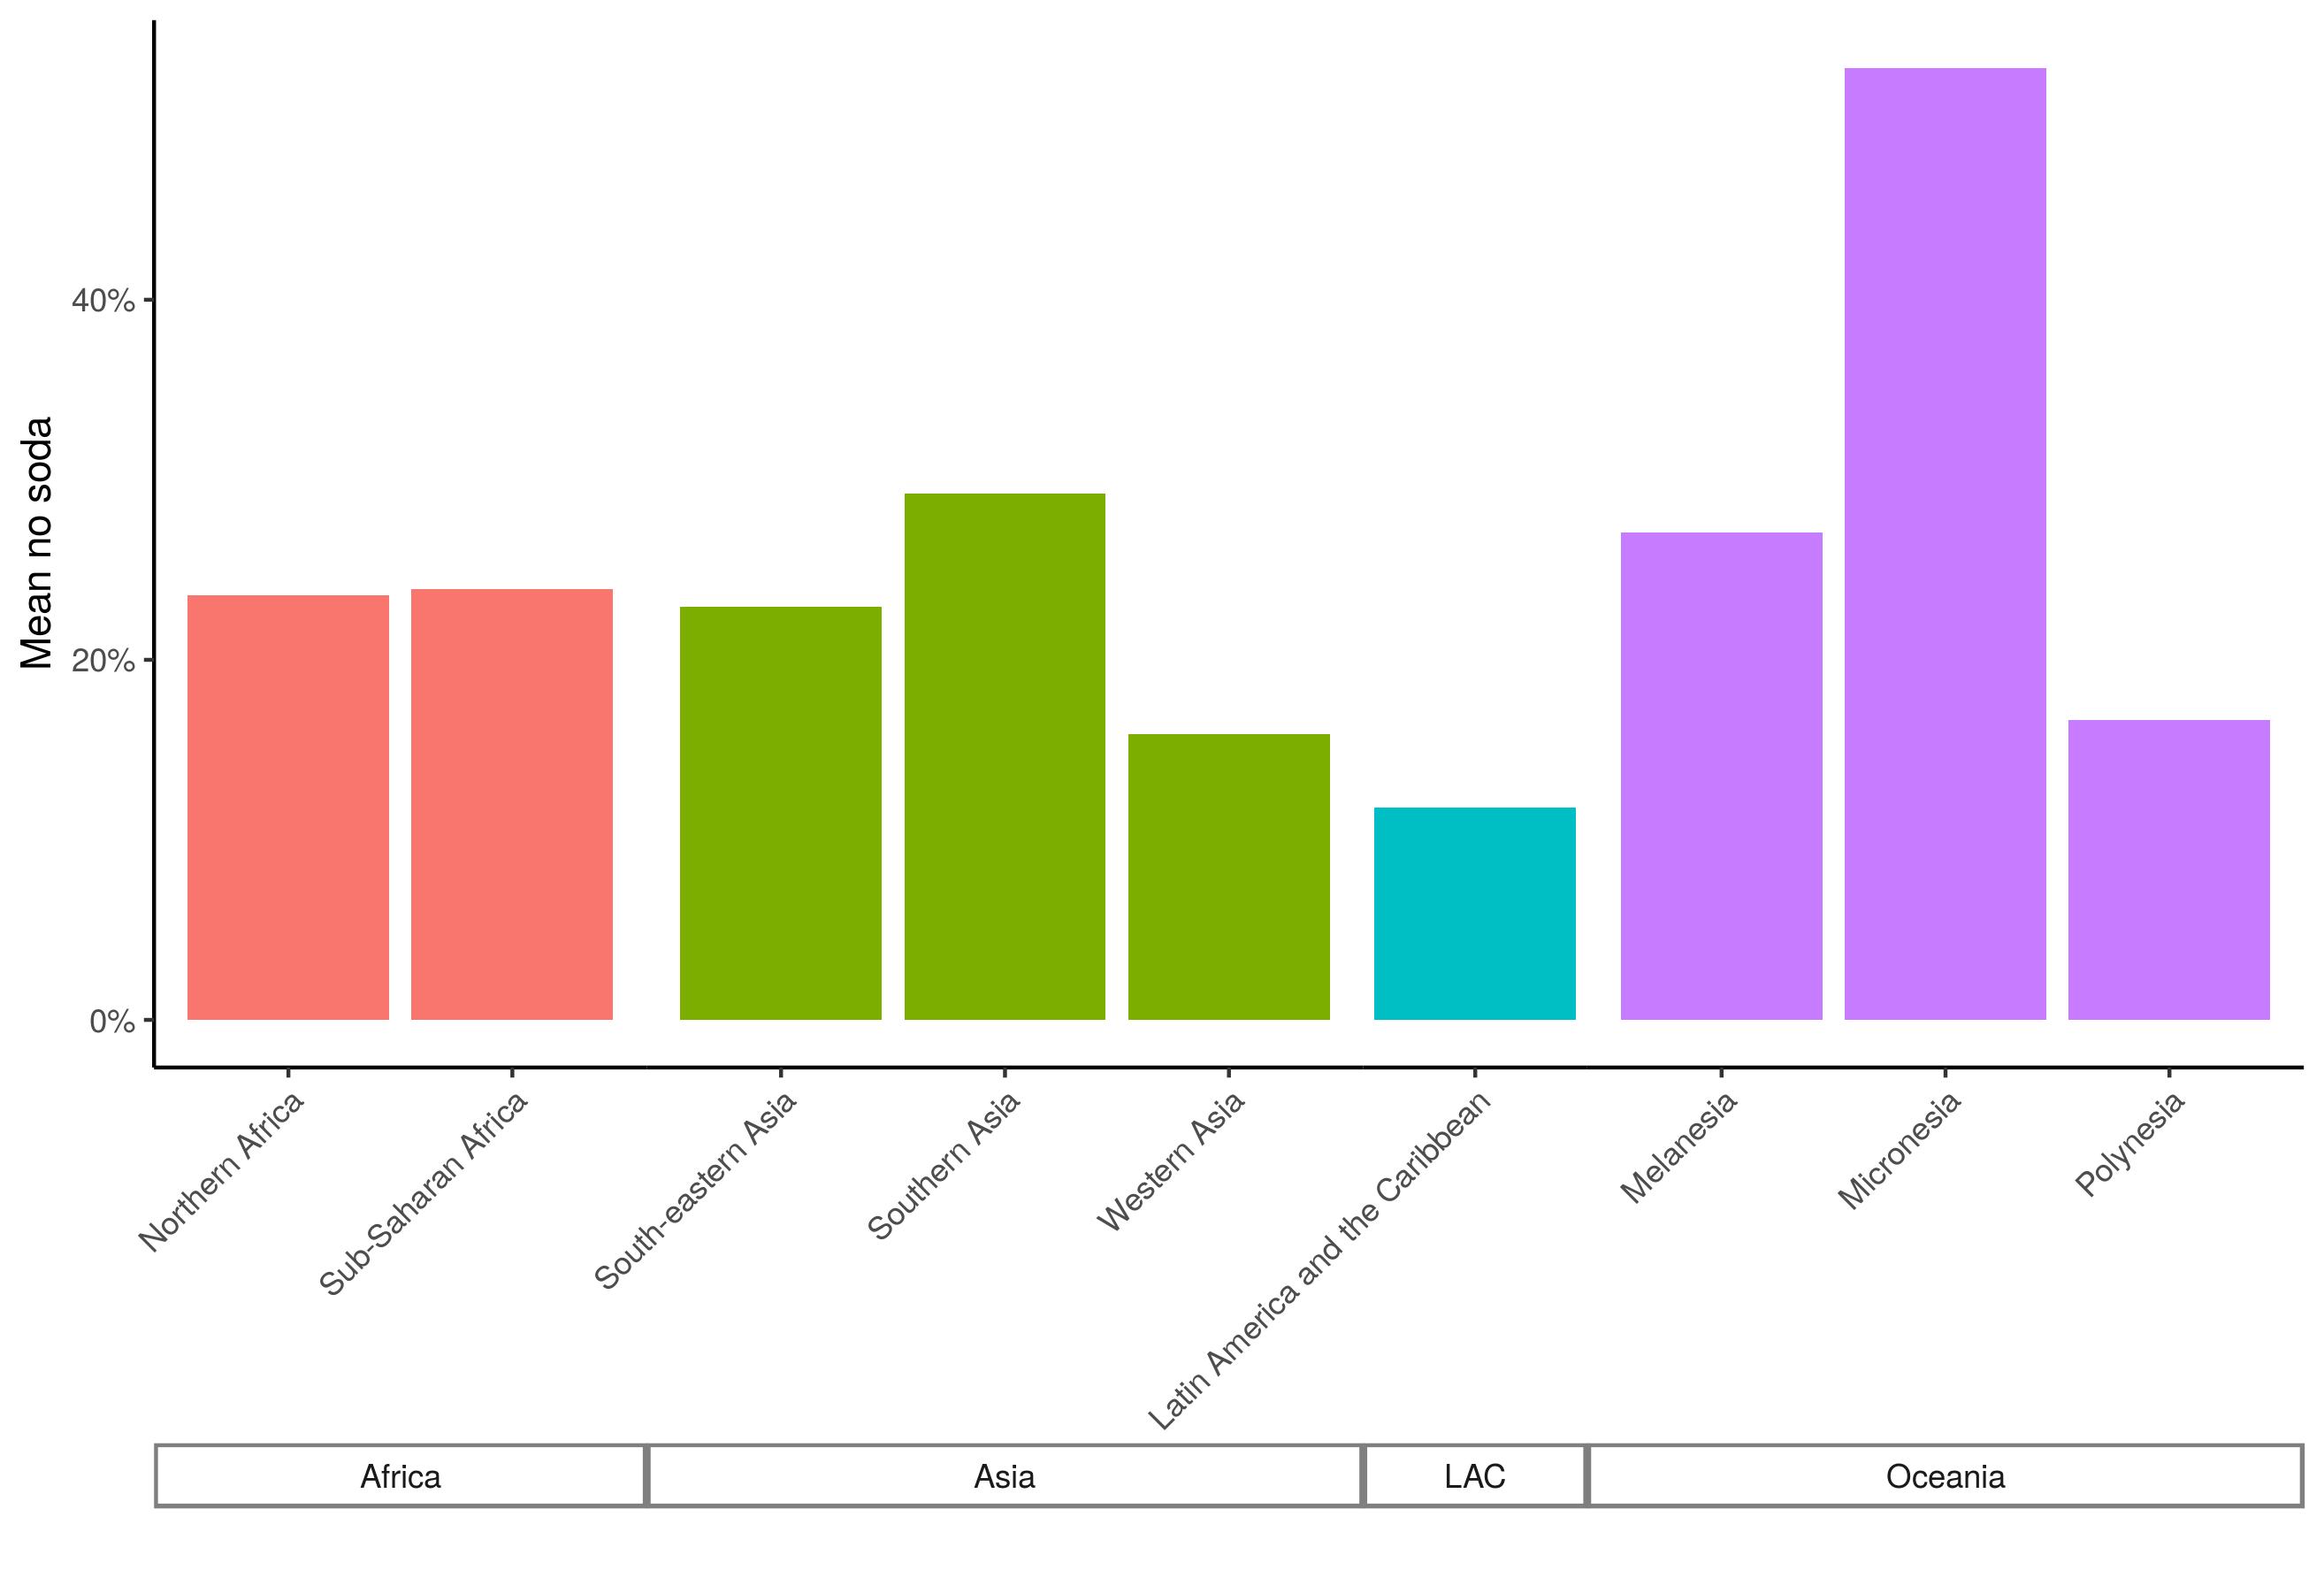 Mean no soda
40%
20%
0%
Northern Africa
Sub-Saharan Africa
South-eastern Asia
Southern Asia
Western Asia
Latin America and the Caribbean
Melanesia
Micronesia
Polynesia
Africa
Asia
LAC
Oceania